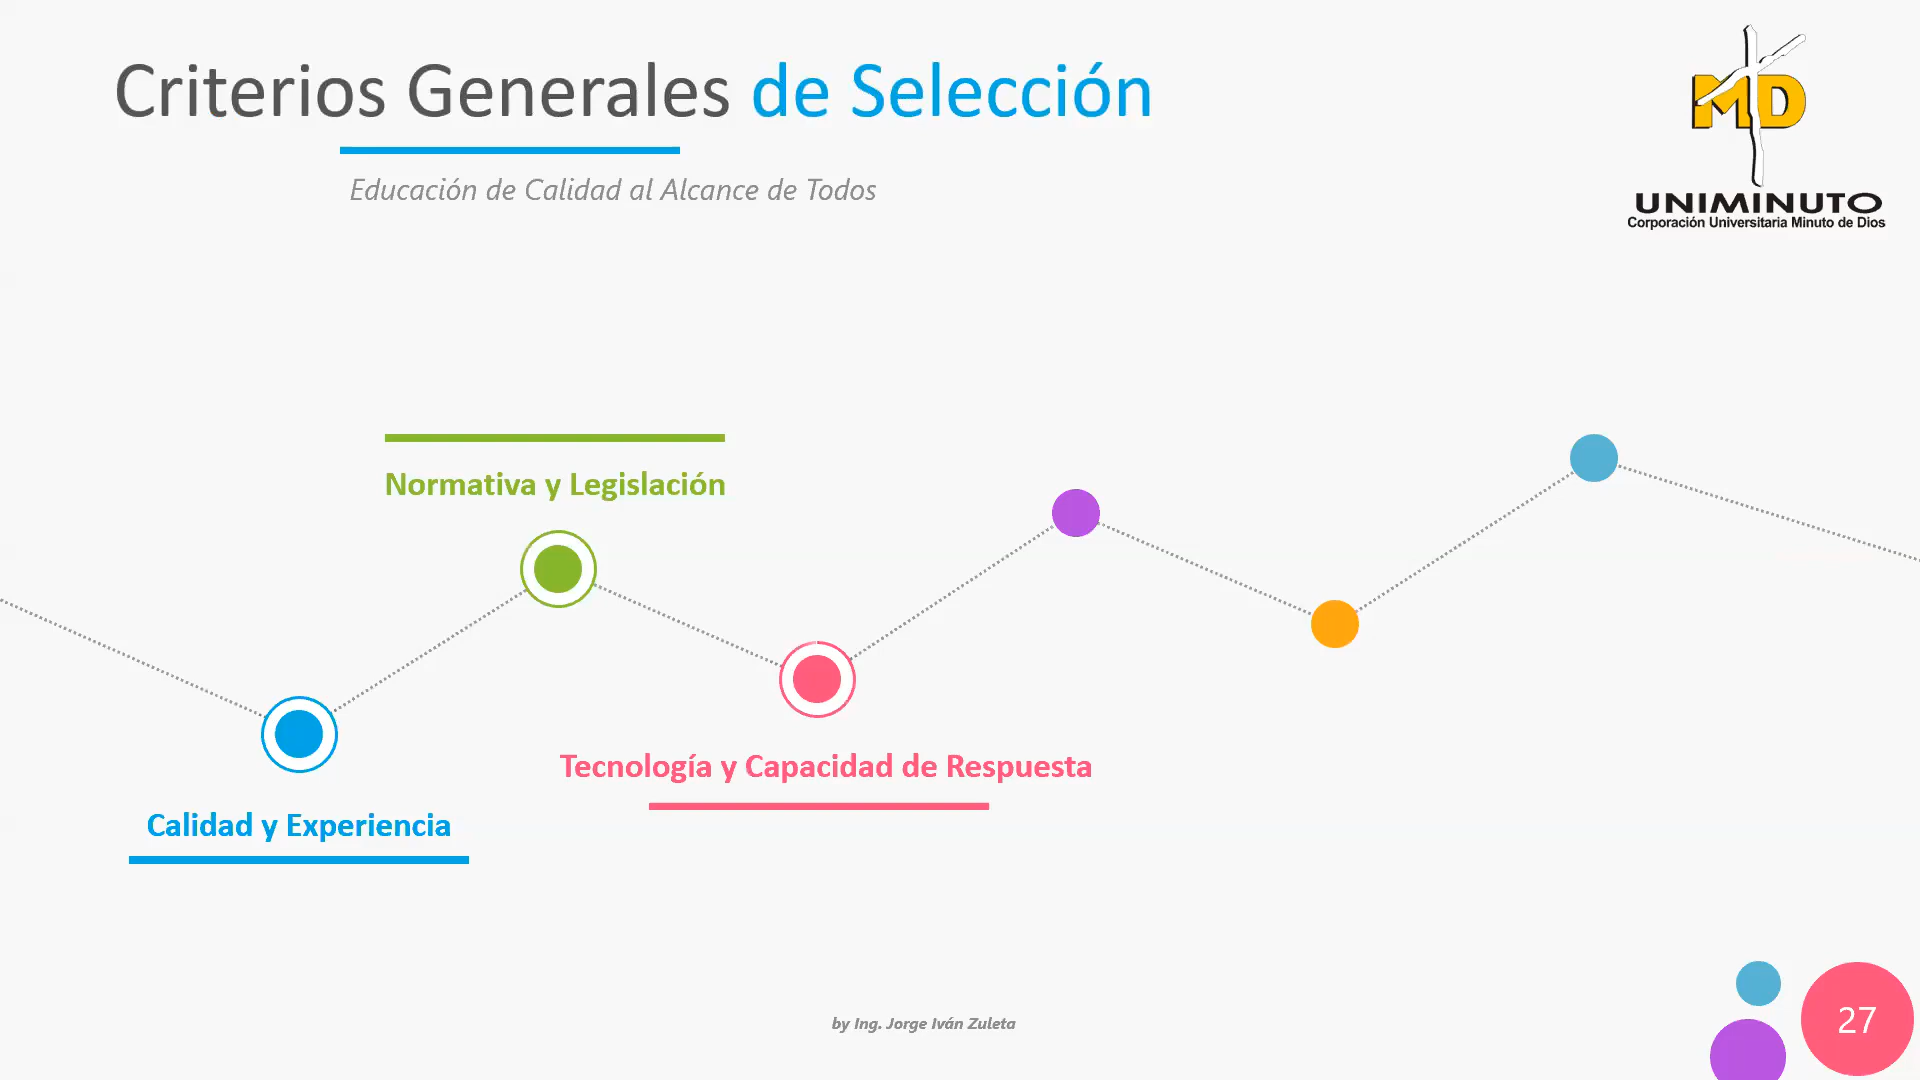 Criterios Generales de Selección
Educación de Calidad al Alcance de Todos
MD
UNIMINUTO
Corporación Universitaria Minuto de Dios
Normativa y Legislación
Tecnología y Capacidad de Respuesta
Calidad y Experiencia
by Ing. Jorge Iván Zuleta
27